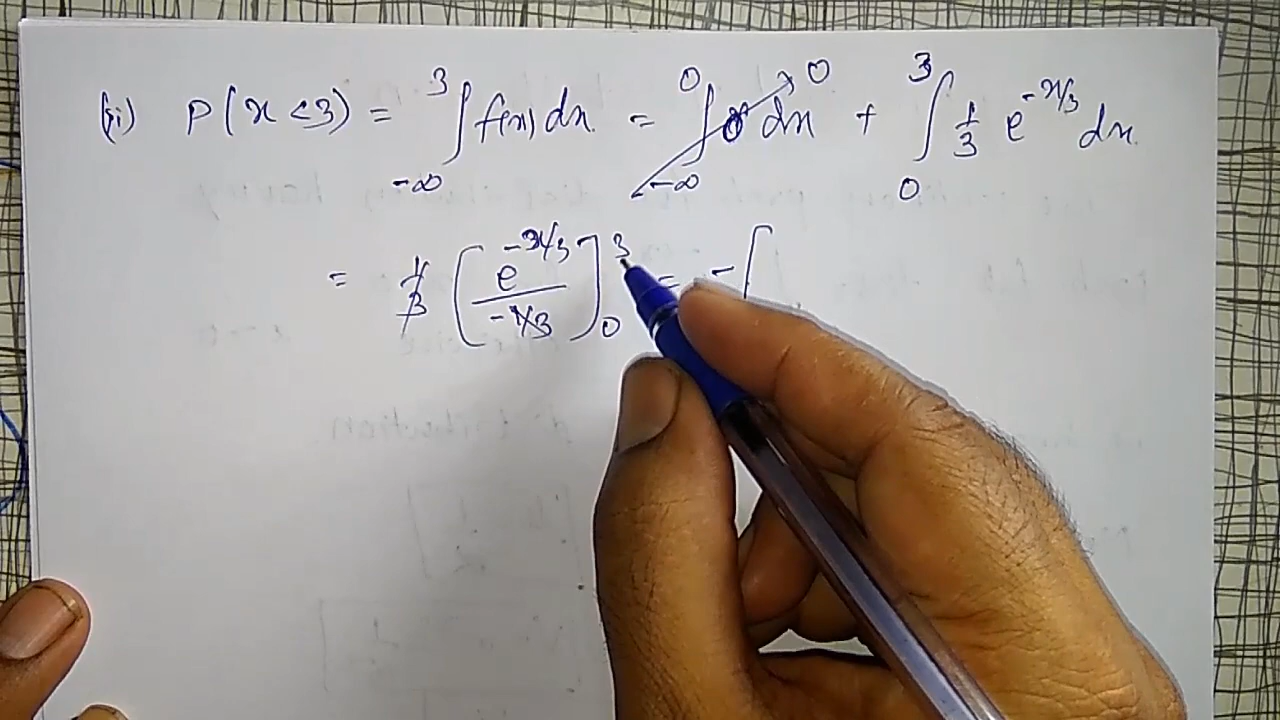 (ii) P(x<3) = ∫_{-∞}^{3} f(x) dx = ∫_{-∞}^{0} 0 dx 0 + ∫_{0}^{3} 1/3 e^{-x/3} dx
= 1/3 [e^{-x/3} / -1/3]_{0}^{3} = -[